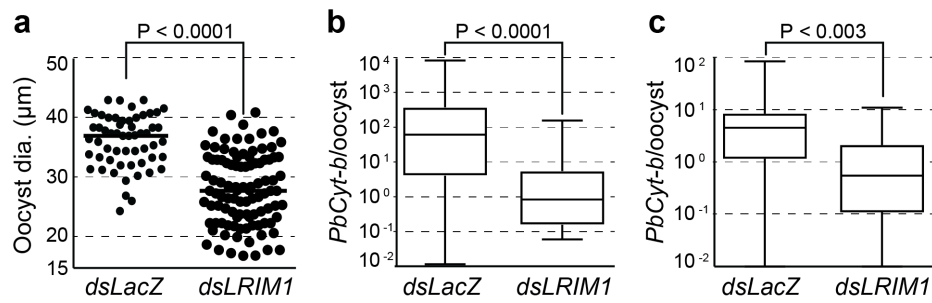 a
P < 0.0001
Oocyst dia. (μm)
50
40
30
20
15
dsLacZ
dsLRIM1
b
P < 0.0001
PbCyt-b/oocyst
10^4
10^3
10^2
10^1
10^0
10^-1
10^-2
dsLacZ
dsLRIM1
c
P < 0.003
PbCyt-b/oocyst
10^2
10^1
10^0
10^-1
10^-2
dsLacZ
dsLRIM1